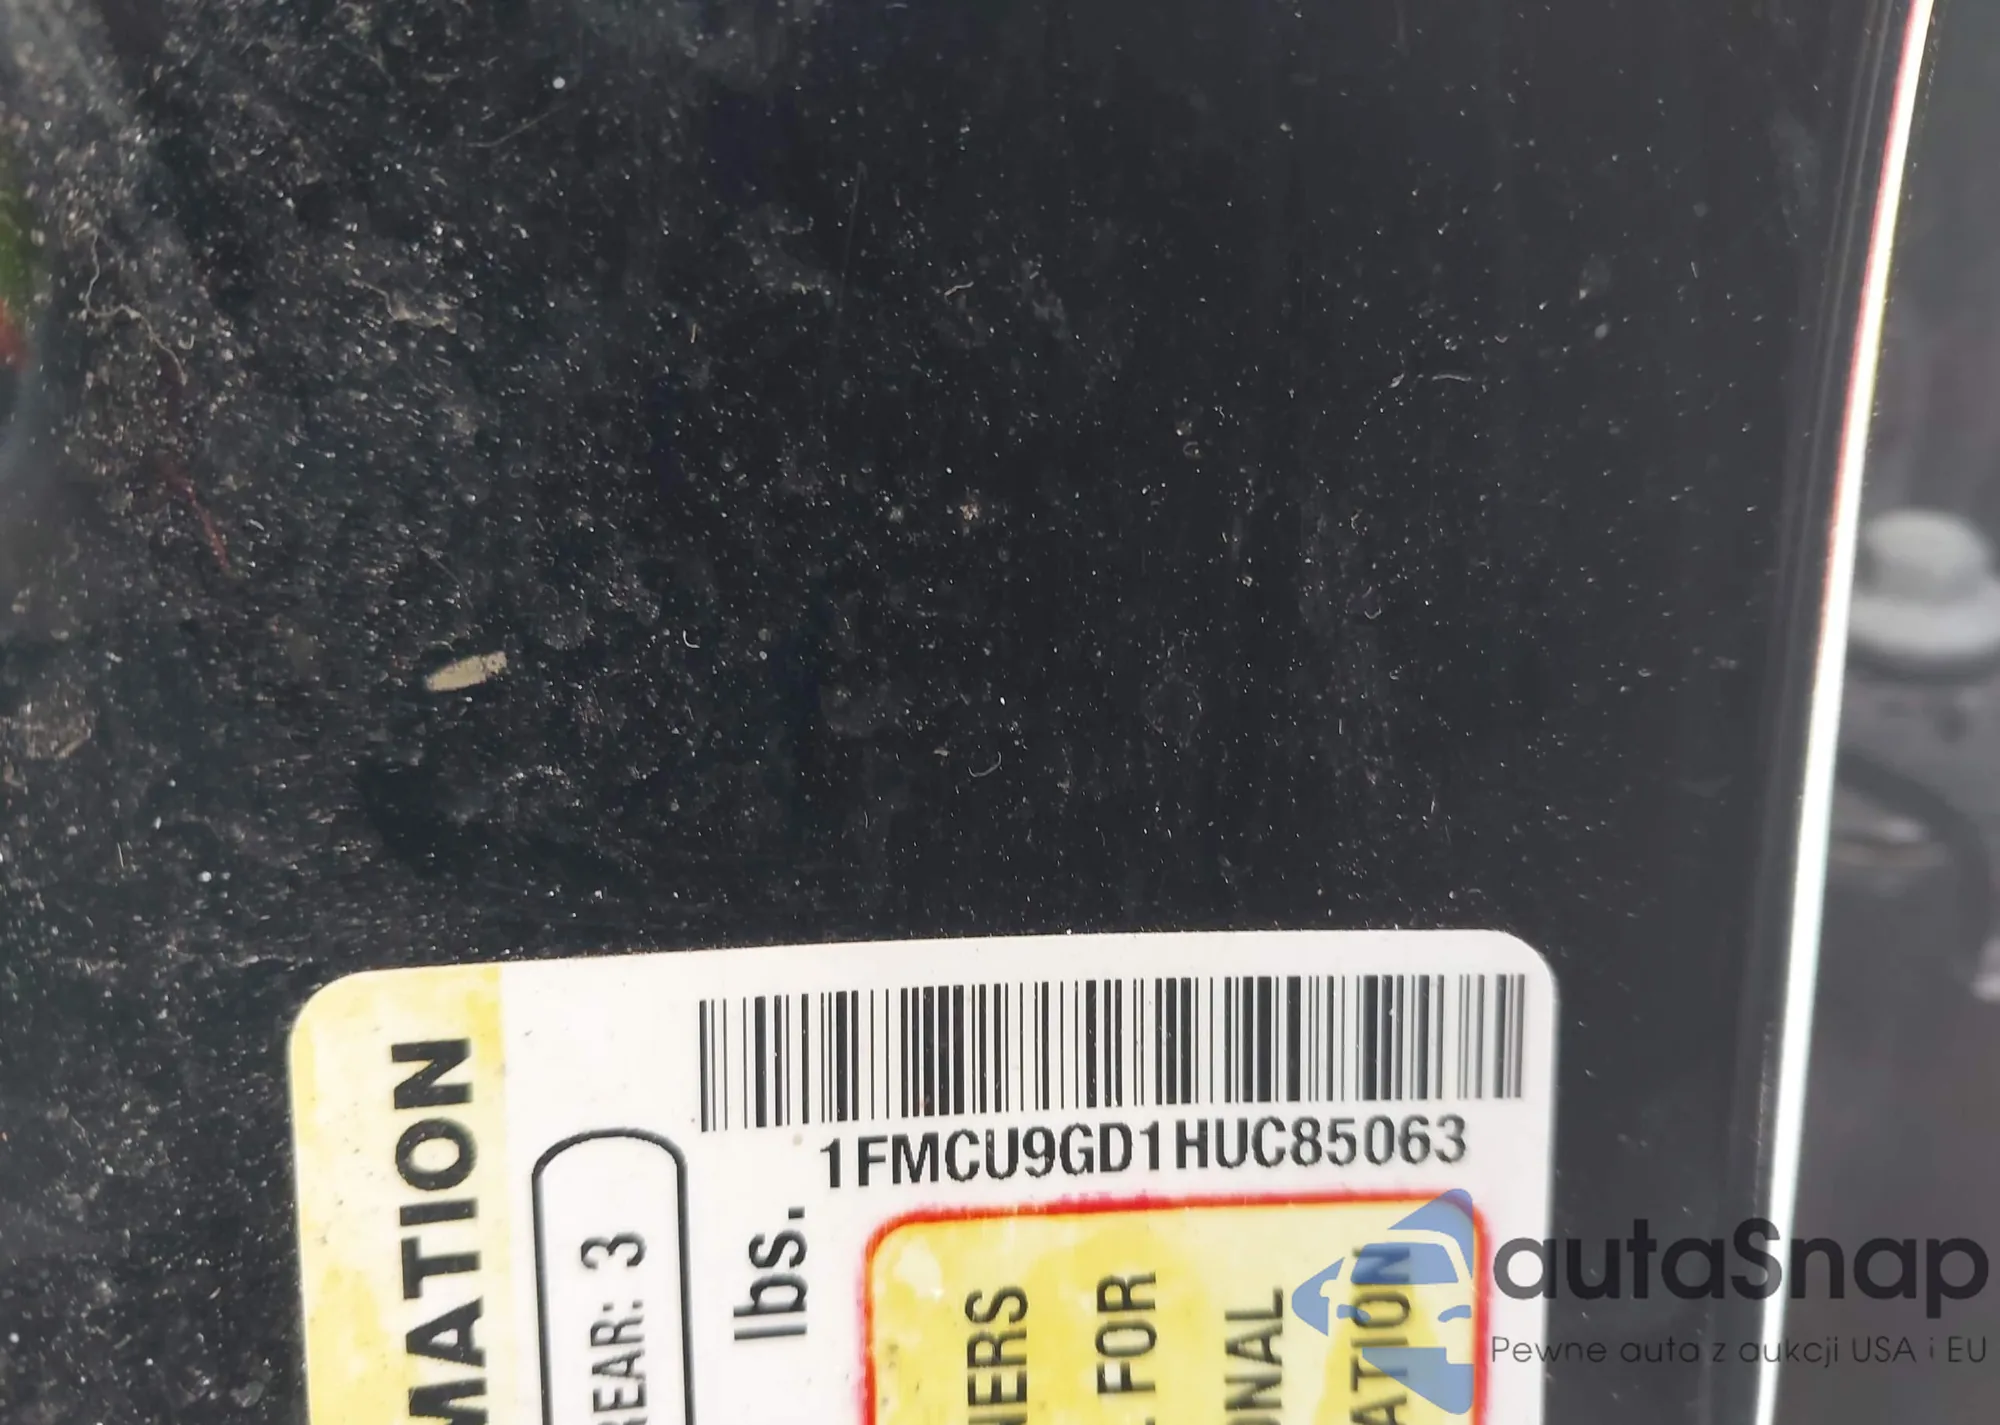 1FMCU9GD1HUC85063
MATION
REAR: 3
lbs.
NERS
FOR
ONAL
ATION
autaSnap
Pewne auta z aukcji USA i EU